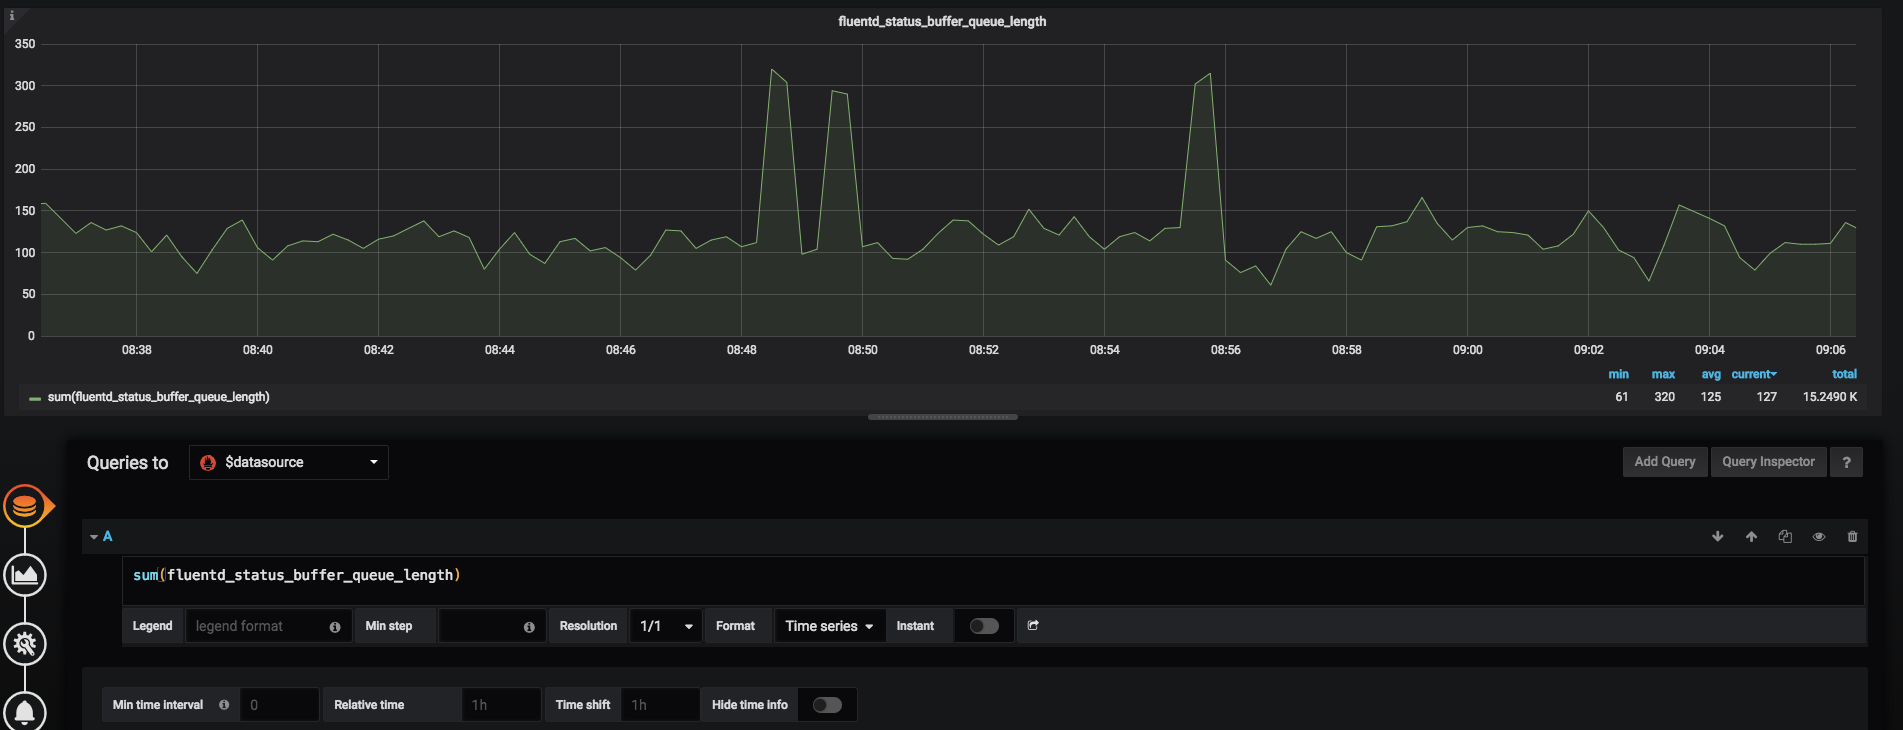 fluentd_status_buffer_queue_length
350
300
250
200
150
100
50
0
08:38 08:40 08:42 08:44 08:46 08:48 08:50 08:52 08:54 08:56 08:58 09:00 09:02 09:04 09:06
min max avg current total
sum(fluentd_status_buffer_queue_length) 61 320 125 127 15.2490 K
Queries to $datasource Add Query Query Inspector ?
A
sum(fluentd_status_buffer_queue_length)
Legend legend format Min step Resolution 1/1 Format Time series Instant
Min time interval 0 Relative time 1h Time shift 1h Hide time info